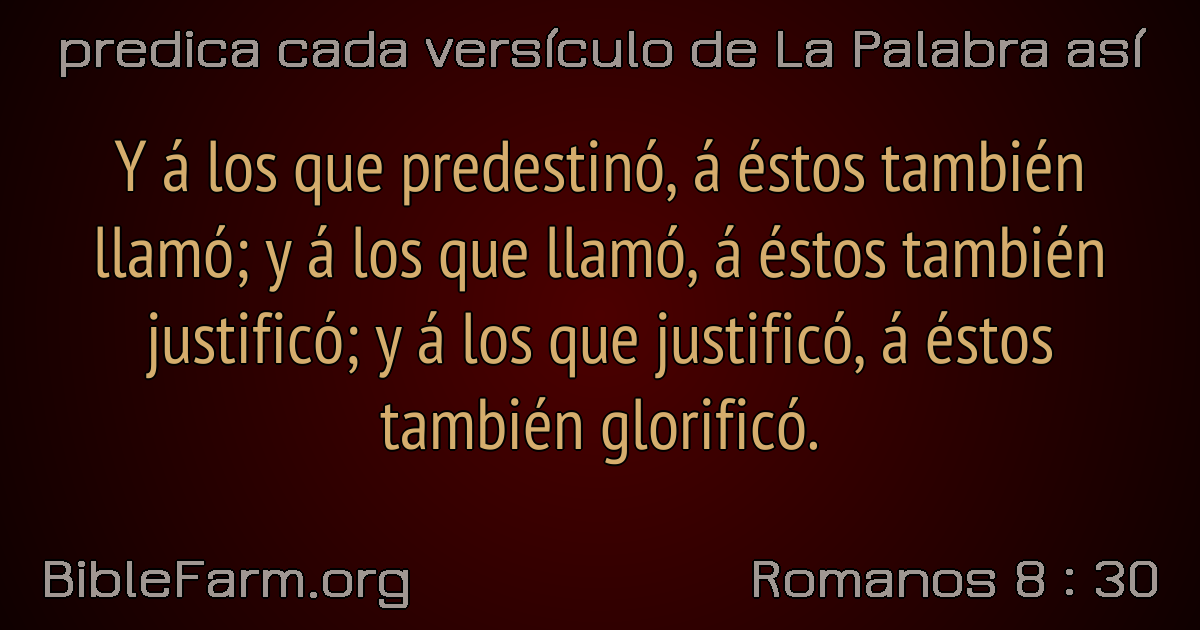 predica cada versículo de La Palabra así
Y á los que predestinó, á éstos también
llamó; y á los que llamó, á éstos también
justificó; y á los que justificó, á éstos
también glorificó.
BibleFarm.org
Romanos 8 : 30